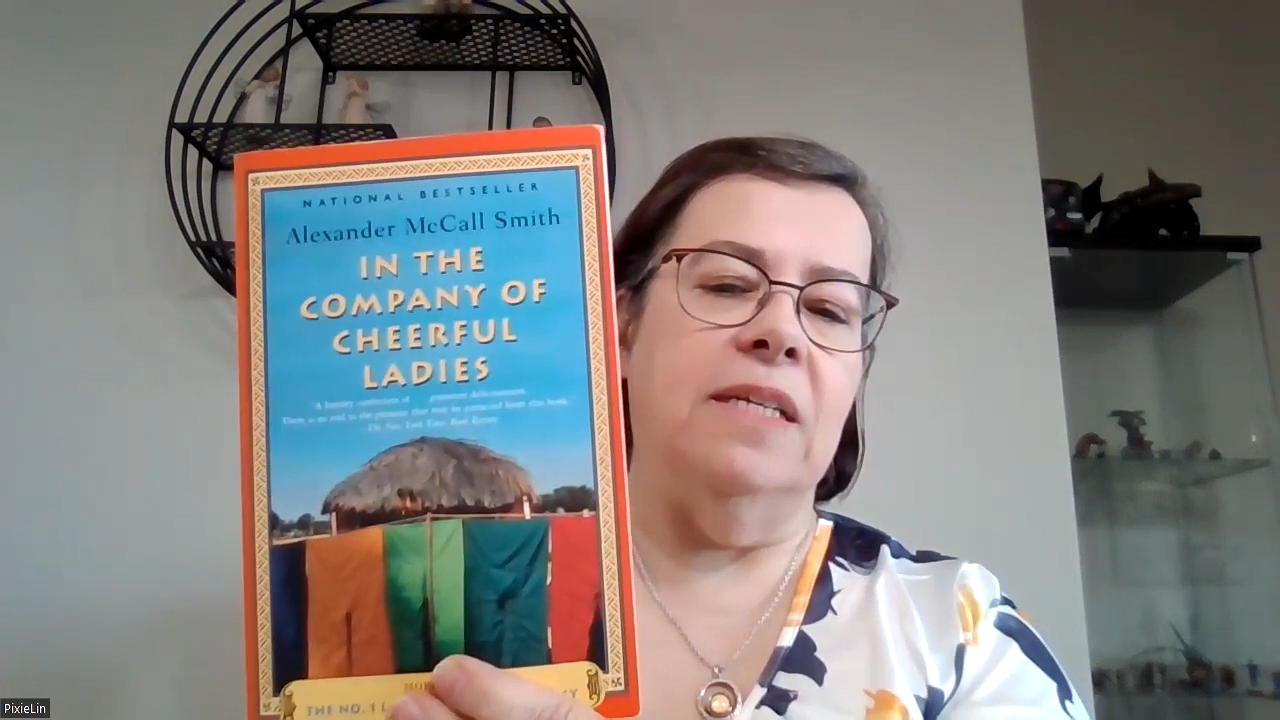 NATIONAL BESTSELLER
Alexander McCall Smith
IN THE
COMPANY OF
CHEERFUL
LADIES
"A literary confection of
There is no end to the pleasure that may be extracted from this book."
—The New York Times Book Review
THE NO. 1
PixieLin